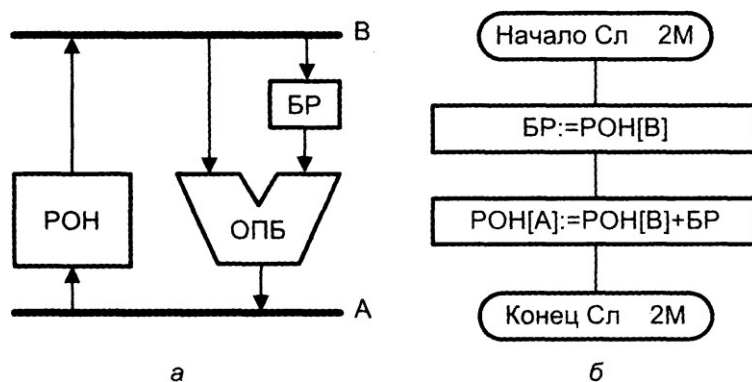 B
БР
РОН
ОПБ
A
а
Начало Сл 2М
БР:=РОН[В]
РОН[А]:=РОН[В]+БР
Конец Сл 2М
б